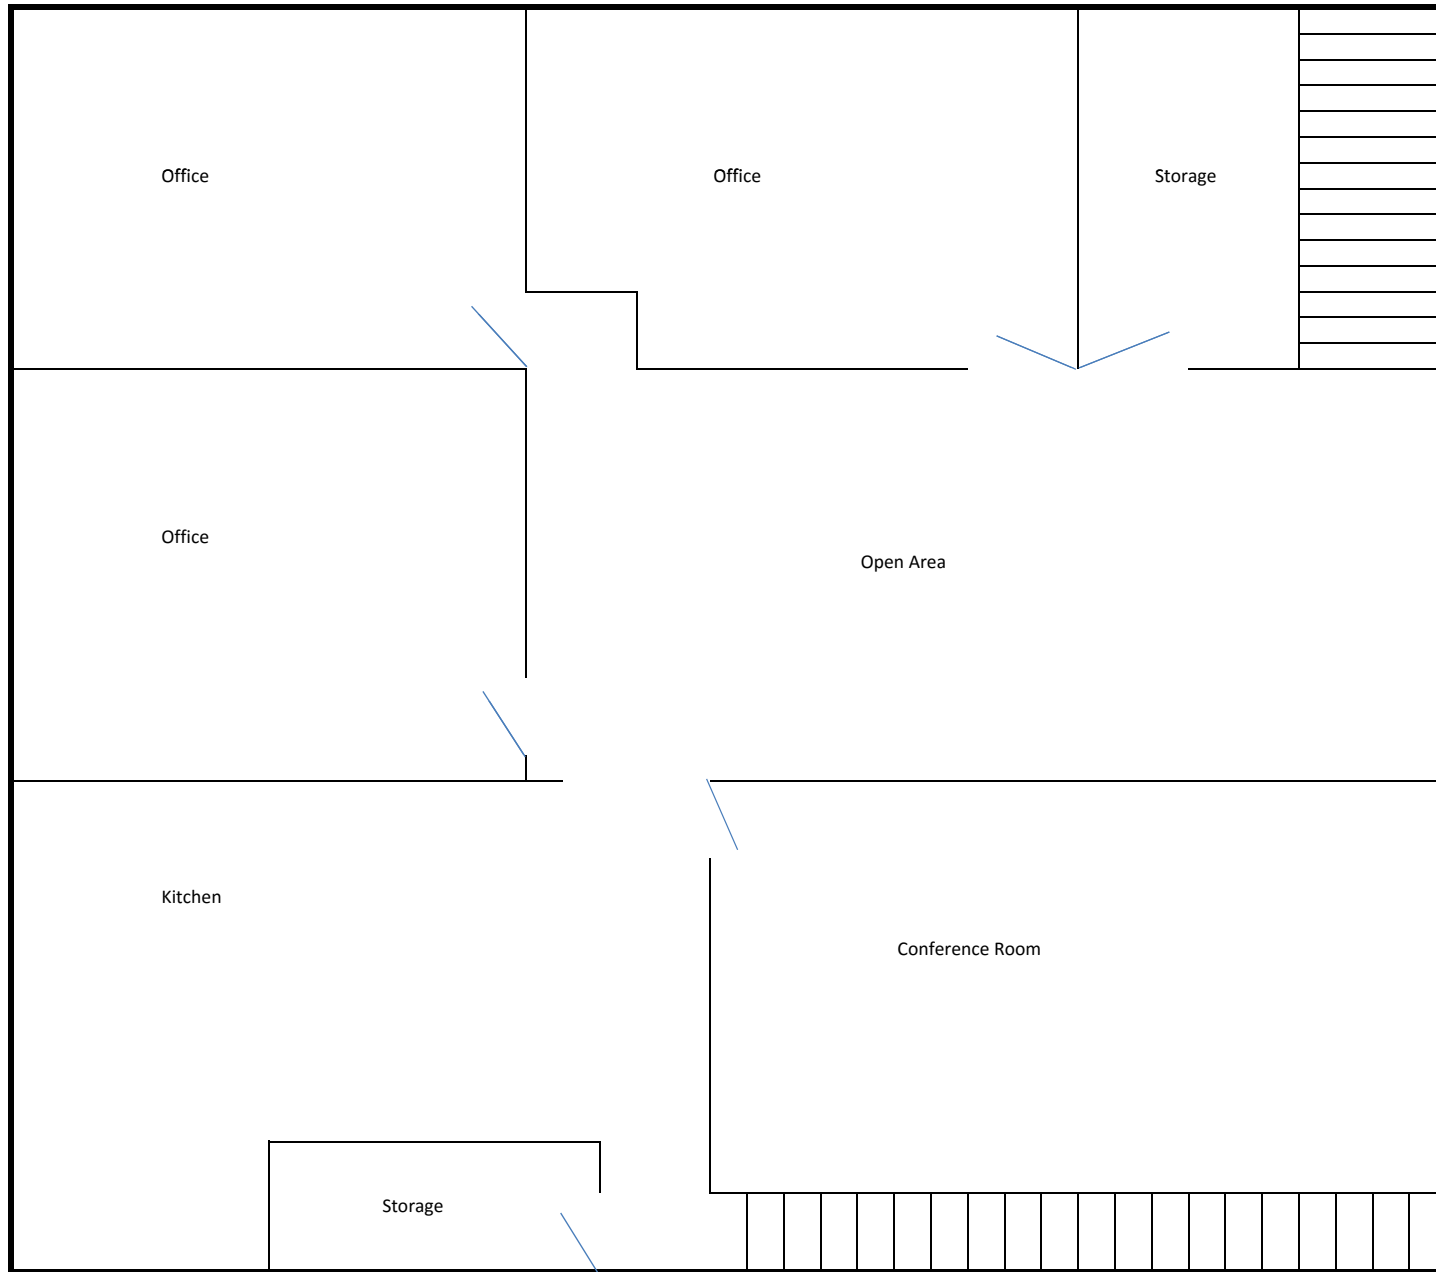 Office
Office
Storage
Office
Open Area
Kitchen
Conference Room
Storage